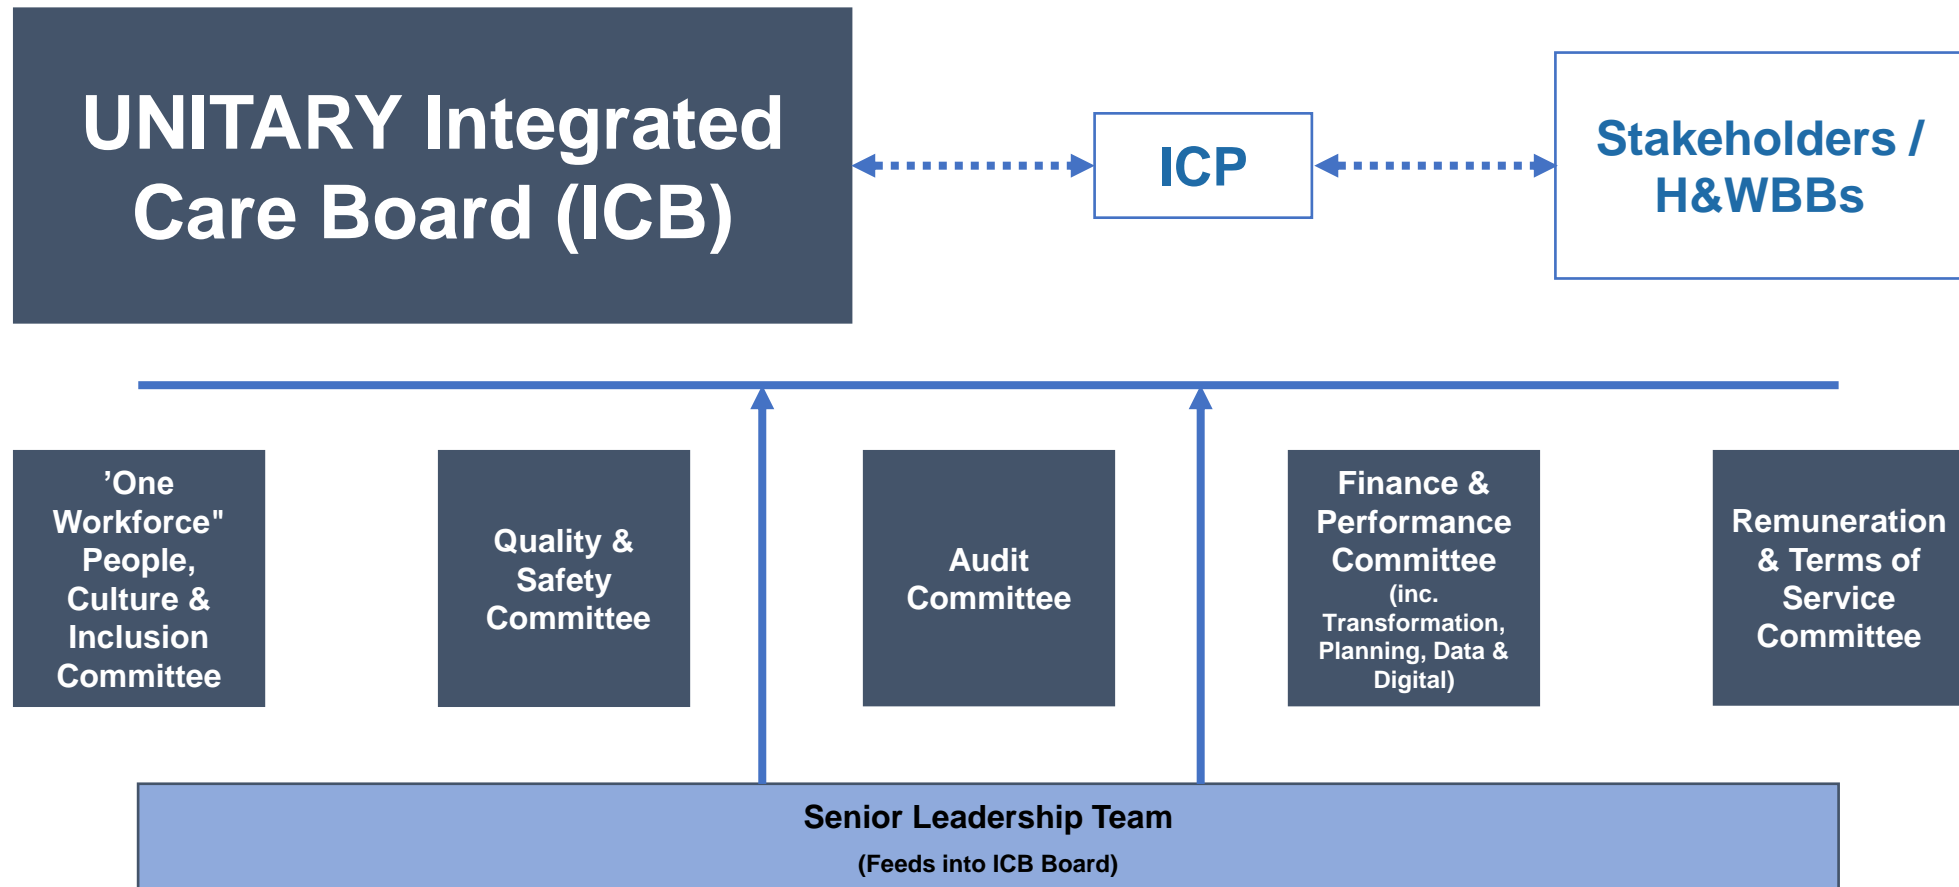 UNITARY Integrated
Care Board (ICB)
ICP
Stakeholders /
H&WBBs
’One
Workforce"
People,
Culture &
Inclusion
Committee
Quality &
Safety
Committee
Audit
Committee
Finance &
Performance
Committee
(inc.
Transformation,
Planning, Data &
Digital)
Remuneration
& Terms of
Service
Committee
Senior Leadership Team
(Feeds into ICB Board)